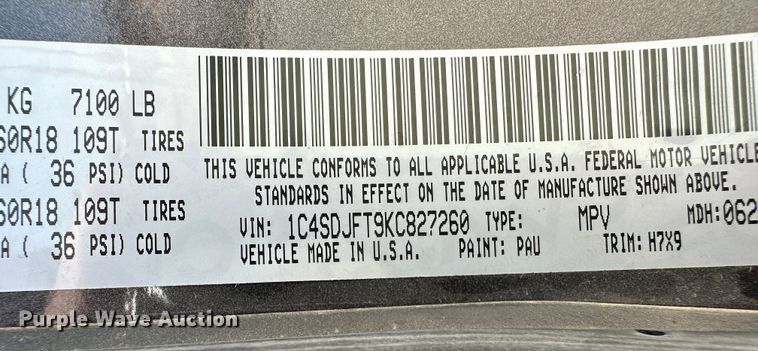 KG 7100 LB
60R18 109T TIRES
A ( 36 PSI) COLD
60R18 109T TIRES
A ( 36 PSI) COLD
THIS VEHICLE CONFORMS TO ALL APPLICABLE U.S.A. FEDERAL MOTOR VEHICLE
STANDARDS IN EFFECT ON THE DATE OF MANUFACTURE SHOWN ABOVE.
VIN: 1C4SDJFT9KC827260 TYPE: MPV MDH:062
VEHICLE MADE IN U.S.A. PAINT: PAU TRIM: H7X9
Purple Wave Auction